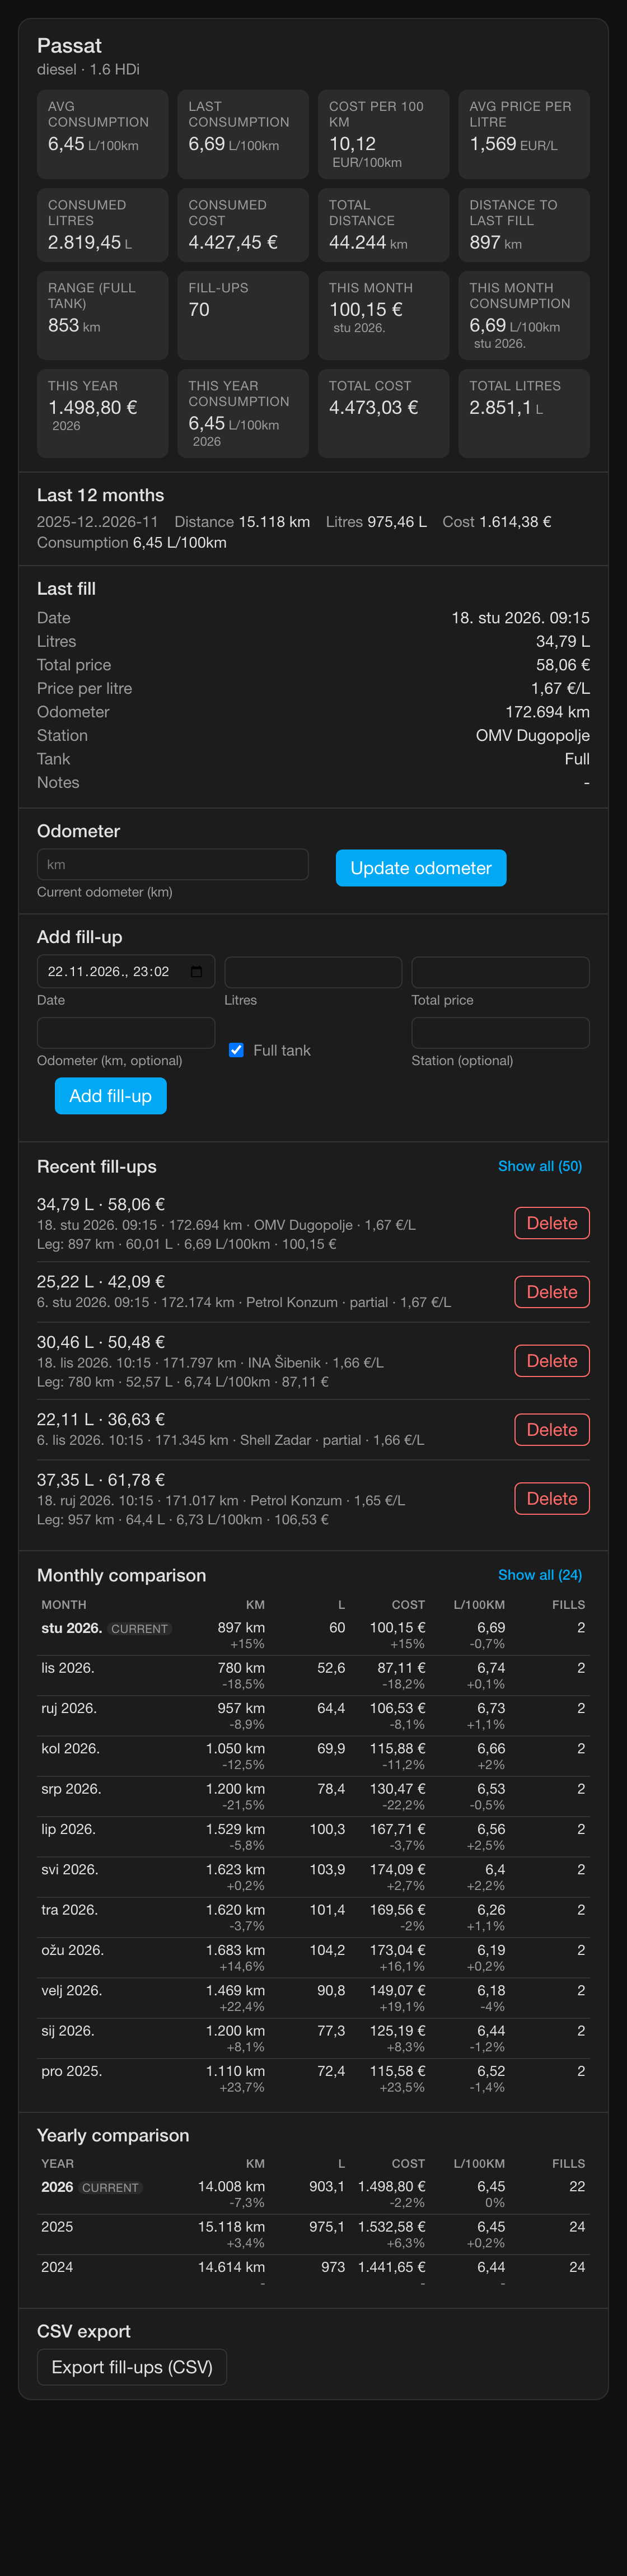 Passat
diesel · 1.6 HDi
AVG CONSUMPTION
6,45 L/100km
LAST CONSUMPTION
6,69 L/100km
COST PER 100 KM
10,12 EUR/100km
AVG PRICE PER LITRE
1,569 EUR/L
CONSUMED LITRES
2.819,45 L
CONSUMED COST
4.427,45 €
TOTAL DISTANCE
44.244 km
DISTANCE TO LAST FILL
897 km
RANGE (FULL TANK)
853 km
FILL-UPS
70
THIS MONTH
100,15 €
stu 2026.
THIS MONTH CONSUMPTION
6,69 L/100km
stu 2026.
THIS YEAR
1.498,80 €
2026
THIS YEAR CONSUMPTION
6,45 L/100km
2026
TOTAL COST
4.473,03 €
TOTAL LITRES
2.851,1 L
Last 12 months
2025-12..2026-11 Distance 15.118 km Litres 975,46 L Cost 1.614,38 €
Consumption 6,45 L/100km
Last fill
Date 18. stu 2026. 09:15
Litres 34,79 L
Total price 58,06 €
Price per litre 1,67 €/L
Odometer 172.694 km
Station OMV Dugopolje
Tank Full
Notes -
Odometer
km
Update odometer
Current odometer (km)
Add fill-up
22.11.2026., 23:02
Date Litres Total price
Full tank
Odometer (km, optional) Station (optional)
Add fill-up
Recent fill-ups Show all (50)
34,79 L · 58,06 €
18. stu 2026. 09:15 · 172.694 km · OMV Dugopolje · 1,67 €/L
Leg: 897 km · 60,01 L · 6,69 L/100km · 100,15 €
Delete
25,22 L · 42,09 €
6. stu 2026. 09:15 · 172.174 km · Petrol Konzum · partial · 1,67 €/L
Delete
30,46 L · 50,48 €
18. lis 2026. 10:15 · 171.797 km · INA Šibenik · 1,66 €/L
Leg: 780 km · 52,57 L · 6,74 L/100km · 87,11 €
Delete
22,11 L · 36,63 €
6. lis 2026. 10:15 · 171.345 km · Shell Zadar · partial · 1,66 €/L
Delete
37,35 L · 61,78 €
18. ruj 2026. 10:15 · 171.017 km · Petrol Konzum · 1,65 €/L
Leg: 957 km · 64,4 L · 6,73 L/100km · 106,53 €
Delete
Monthly comparison Show all (24)
MONTH KM L COST L/100KM FILLS
stu 2026. CURRENT 897 km 60 100,15 € 6,69 2
+15% +15% -0,7%
lis 2026. 780 km 52,6 87,11 € 6,74 2
-18,5% -18,2% +0,1%
ruj 2026. 957 km 64,4 106,53 € 6,73 2
-8,9% -8,1% +1,1%
kol 2026. 1.050 km 69,9 115,88 € 6,66 2
-12,5% -11,2% +2%
srp 2026. 1.200 km 78,4 130,47 € 6,53 2
-21,5% -22,2% -0,5%
lip 2026. 1.529 km 100,3 167,71 € 6,56 2
-5,8% -3,7% +2,5%
svi 2026. 1.623 km 103,9 174,09 € 6,4 2
+0,2% +2,7% +2,2%
tra 2026. 1.620 km 101,4 169,56 € 6,26 2
-3,7% -2% +1,1%
ožu 2026. 1.683 km 104,2 173,04 € 6,19 2
+14,6% +16,1% +0,2%
velj 2026. 1.469 km 90,8 149,07 € 6,18 2
+22,4% +19,1% -4%
sij 2026. 1.200 km 77,3 125,19 € 6,44 2
+8,1% +8,3% -1,2%
pro 2025. 1.110 km 72,4 115,58 € 6,52 2
+23,7% +23,5% -1,4%
Yearly comparison
YEAR KM L COST L/100KM FILLS
2026 CURRENT 14.008 km 903,1 1.498,80 € 6,45 22
-7,3% -2,2% 0%
2025 15.118 km 975,1 1.532,58 € 6,45 24
+3,4% +6,3% +0,2%
2024 14.614 km 973 1.441,65 € 6,44 24
- - -
CSV export
Export fill-ups (CSV)